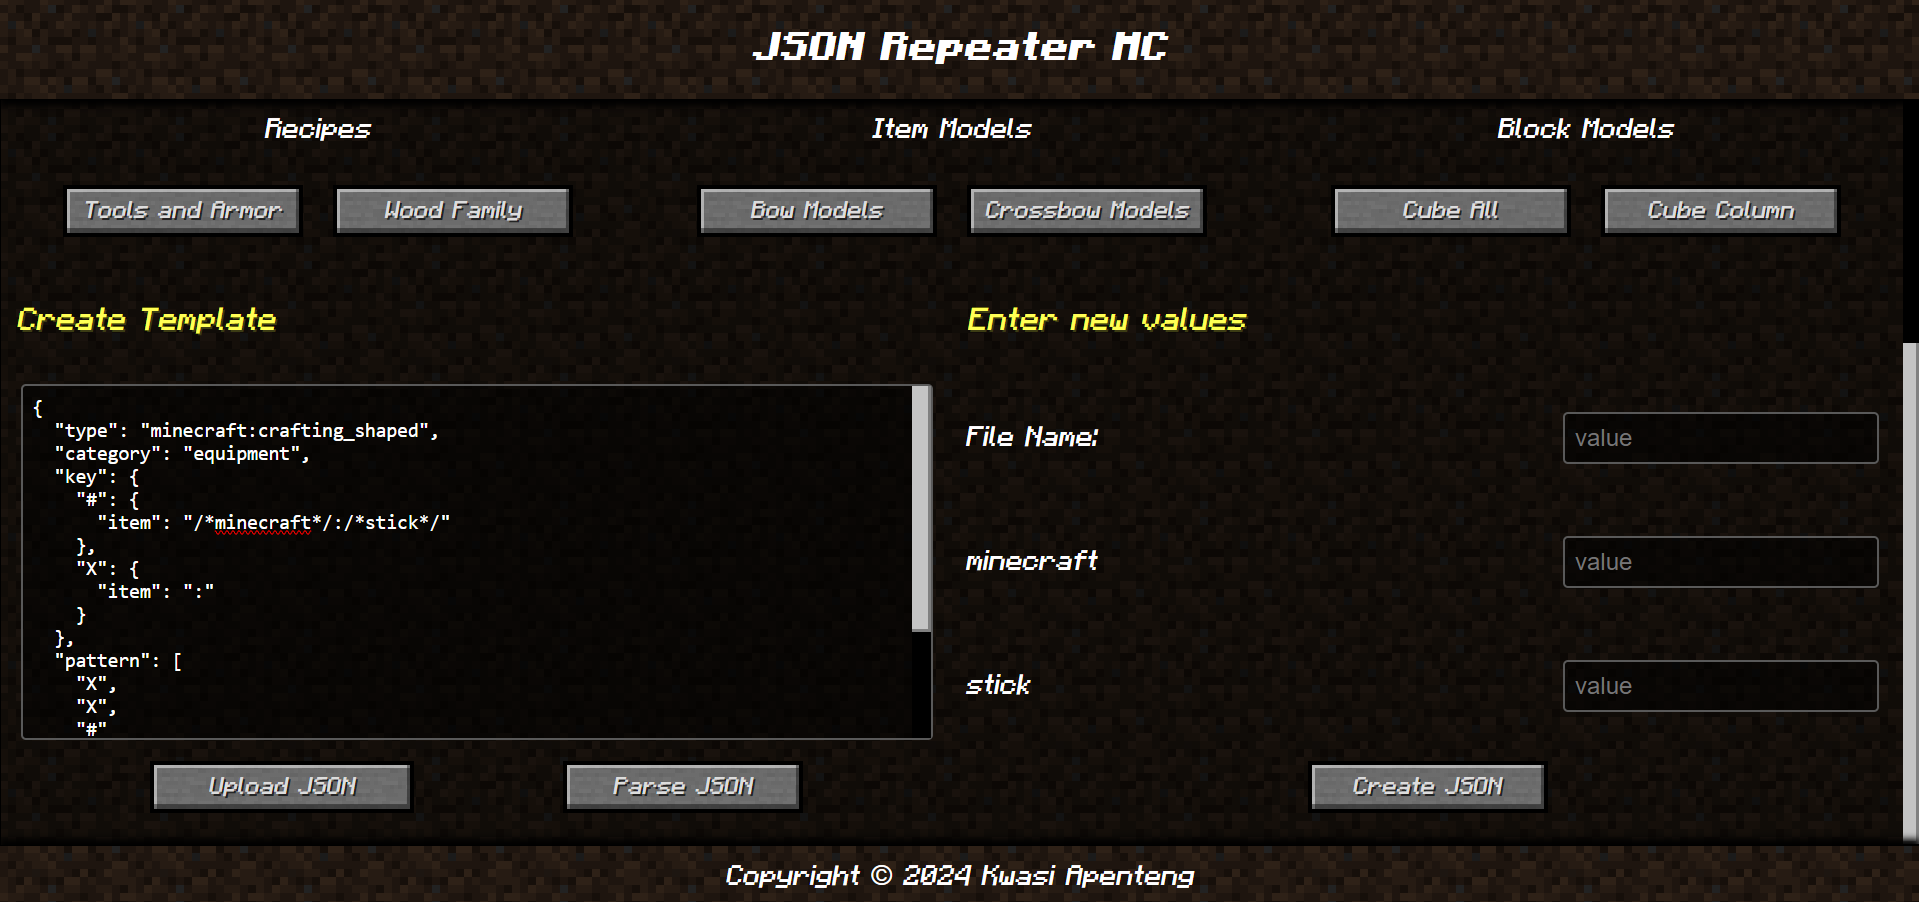 JSON Repeater MC
Recipes
Item Models
Block Models
Tools and Armor
Wood Family
Bow Models
Crossbow Models
Cube All
Cube Column
Create Template
{
  "type": "minecraft:crafting_shaped",
  "category": "equipment",
  "key": {
    "#": {
      "item": "/*minecraft*/:/*stick*/"
    },
    "X": {
      "item": ":"
    }
  },
  "pattern": [
    "X",
    "X",
    "#"
Upload JSON
Parse JSON
Enter new values
File Name:
value
minecraft
value
stick
value
Create JSON
Copyright © 2024 Kwasi Apenteng